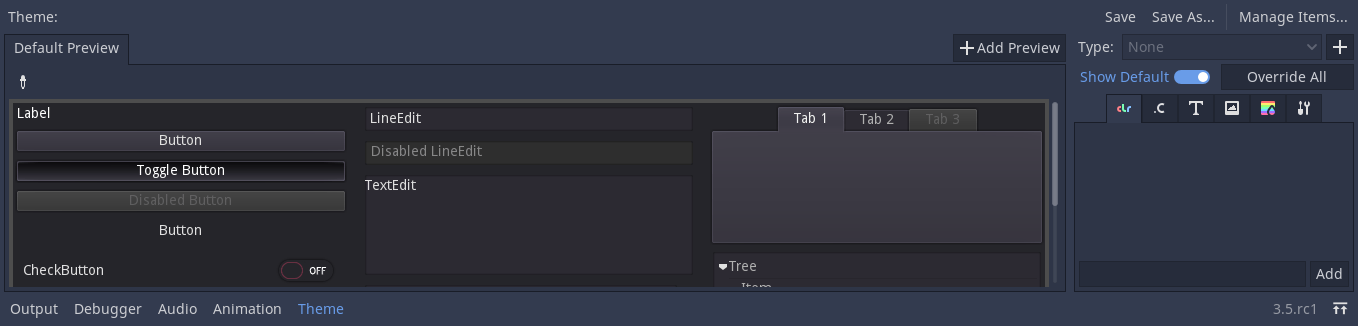 Theme:
Save Save As... Manage Items...
Default Preview
Add Preview
Type: None
Show Default Override All
clr .C T
Label
Button
Toggle Button
Disabled Button
Button
CheckButton OFF
LineEdit
Disabled LineEdit
TextEdit
Tab 1 Tab 2 Tab 3
Tree
Item
Add
Output Debugger Audio Animation Theme
3.5.rc1